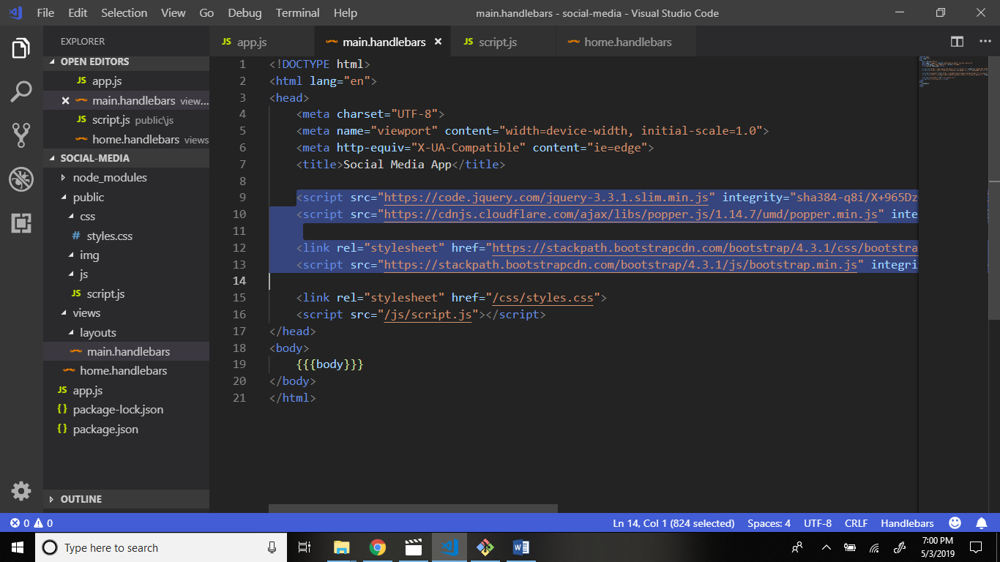 File Edit Selection View Go Debug Terminal Help
main.handlebars - social-media - Visual Studio Code
EXPLORER
OPEN EDITORS
JS app.js
main.handlebars view...
JS script.js public\js
home.handlebars views
SOCIAL-MEDIA
node_modules
public
css
# styles.css
img
js
JS script.js
views
layouts
main.handlebars
home.handlebars
JS app.js
{} package-lock.json
{} package.json
OUTLINE
JS app.js
main.handlebars
JS script.js
home.handlebars
1 <!DOCTYPE html>
2 <html lang="en">
3 <head>
4 <meta charset="UTF-8">
5 <meta name="viewport" content="width=device-width, initial-scale=1.0">
6 <meta http-equiv="X-UA-Compatible" content="ie=edge">
7 <title>Social Media App</title>
8
9 <script src="https://code.jquery.com/jquery-3.3.1.slim.min.js" integrity="sha384-q8i/X+965Dz
10 <script src="https://cdnjs.cloudflare.com/ajax/libs/popper.js/1.14.7/umd/popper.min.js" inte
11
12 <link rel="stylesheet" href="https://stackpath.bootstrapcdn.com/bootstrap/4.3.1/css/bootstra
13 <script src="https://stackpath.bootstrapcdn.com/bootstrap/4.3.1/js/bootstrap.min.js" integri
14
15 <link rel="stylesheet" href="/css/styles.css">
16 <script src="/js/script.js"></script>
17 </head>
18 <body>
19 {{{body}}}
20 </body>
21 </html>
0 0
Ln 14, Col 1 (824 selected) Spaces: 4 UTF-8 CRLF Handlebars
Type here to search
7:00 PM
5/3/2019